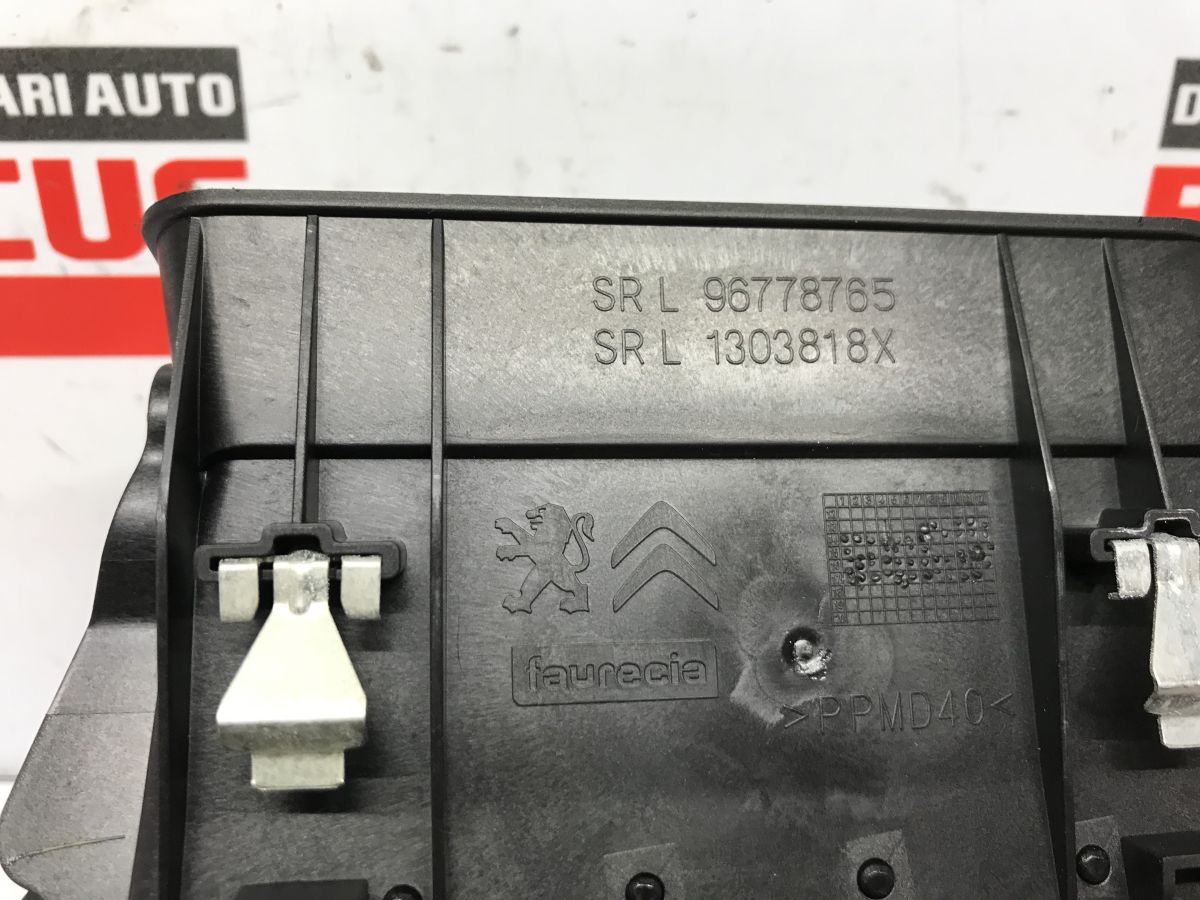 ARI AUTO
CUS
SR L 96778765
SR L 1303818X
faurecia
>PPMD40<